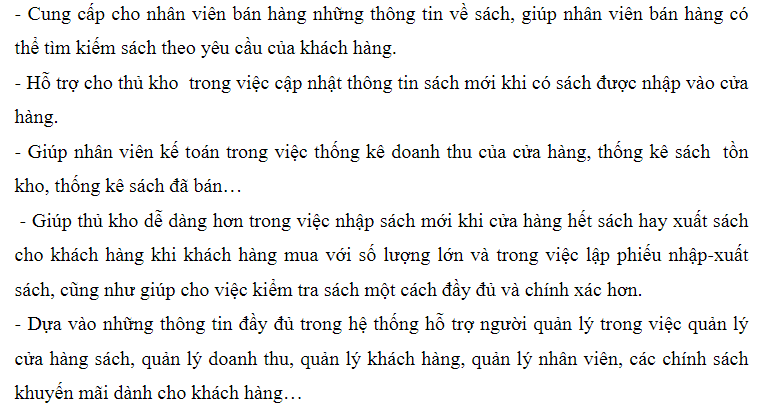 - Cung cấp cho nhân viên bán hàng những thông tin về sách, giúp nhân viên bán hàng có
thể tìm kiếm sách theo yêu cầu của khách hàng.
- Hỗ trợ cho thủ kho  trong việc cập nhật thông tin sách mới khi có sách được nhập vào cửa
hàng.
- Giúp nhân viên kế toán trong việc thống kê doanh thu của cửa hàng, thống kê sách  tồn
kho, thống kê sách đã bán…
- Giúp thủ kho dễ dàng hơn trong việc nhập sách mới khi cửa hàng hết sách hay xuất sách
cho khách hàng khi khách hàng mua với số lượng lớn và trong việc lập phiếu nhập-xuất
sách, cũng như giúp cho việc kiểm tra sách một cách đầy đủ và chính xác hơn.
- Dựa vào những thông tin đầy đủ trong hệ thống hỗ trợ người quản lý trong việc quản lý
cửa hàng sách, quản lý doanh thu, quản lý khách hàng, quản lý nhân viên, các chính sách
khuyến mãi dành cho khách hàng…